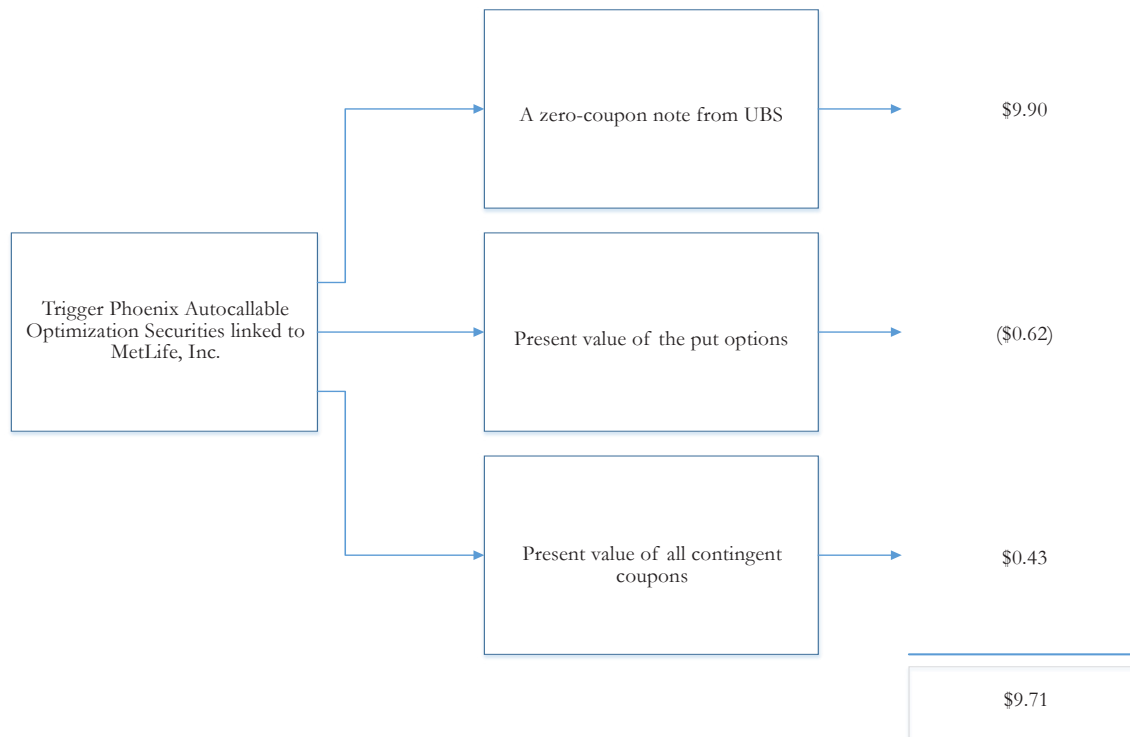 A zero-coupon note from UBS
$9.90
Trigger Phoenix Autocallable
Optimization Securities linked to
MetLife, Inc.
Present value of the put options
($0.62)
Present value of all contingent
coupons
$0.43
$9.71